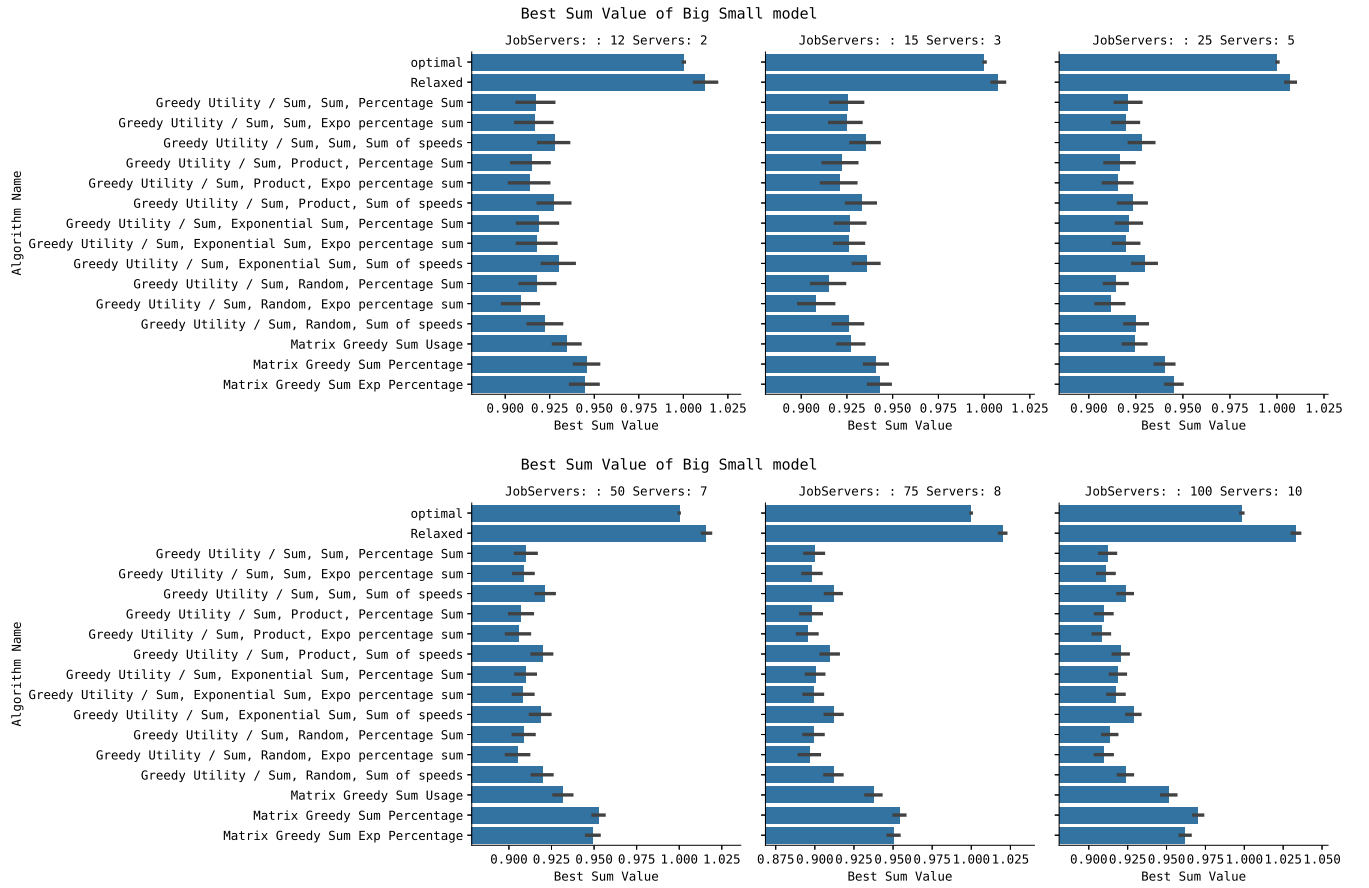 Best Sum Value of Big Small model
JobServers: : 12 Servers: 2
JobServers: : 15 Servers: 3
JobServers: : 25 Servers: 5
Algorithm Name
optimal
Relaxed
Greedy Utility / Sum, Sum, Percentage Sum
Greedy Utility / Sum, Sum, Expo percentage sum
Greedy Utility / Sum, Sum, Sum of speeds
Greedy Utility / Sum, Product, Percentage Sum
Greedy Utility / Sum, Product, Expo percentage sum
Greedy Utility / Sum, Product, Sum of speeds
Greedy Utility / Sum, Exponential Sum, Percentage Sum
Greedy Utility / Sum, Exponential Sum, Expo percentage sum
Greedy Utility / Sum, Exponential Sum, Sum of speeds
Greedy Utility / Sum, Random, Percentage Sum
Greedy Utility / Sum, Random, Expo percentage sum
Greedy Utility / Sum, Random, Sum of speeds
Matrix Greedy Sum Usage
Matrix Greedy Sum Percentage
Matrix Greedy Sum Exp Percentage
0.900 0.925 0.950 0.975 1.000 1.025
0.900 0.925 0.950 0.975 1.000 1.025
0.900 0.925 0.950 0.975 1.000 1.025
Best Sum Value
Best Sum Value
Best Sum Value
Best Sum Value of Big Small model
JobServers: : 50 Servers: 7
JobServers: : 75 Servers: 8
JobServers: : 100 Servers: 10
Algorithm Name
optimal
Relaxed
Greedy Utility / Sum, Sum, Percentage Sum
Greedy Utility / Sum, Sum, Expo percentage sum
Greedy Utility / Sum, Sum, Sum of speeds
Greedy Utility / Sum, Product, Percentage Sum
Greedy Utility / Sum, Product, Expo percentage sum
Greedy Utility / Sum, Product, Sum of speeds
Greedy Utility / Sum, Exponential Sum, Percentage Sum
Greedy Utility / Sum, Exponential Sum, Expo percentage sum
Greedy Utility / Sum, Exponential Sum, Sum of speeds
Greedy Utility / Sum, Random, Percentage Sum
Greedy Utility / Sum, Random, Expo percentage sum
Greedy Utility / Sum, Random, Sum of speeds
Matrix Greedy Sum Usage
Matrix Greedy Sum Percentage
Matrix Greedy Sum Exp Percentage
0.900 0.925 0.950 0.975 1.000 1.025
0.875 0.900 0.925 0.950 0.975 1.000 1.025
0.900 0.925 0.950 0.975 1.000 1.025 1.050
Best Sum Value
Best Sum Value
Best Sum Value